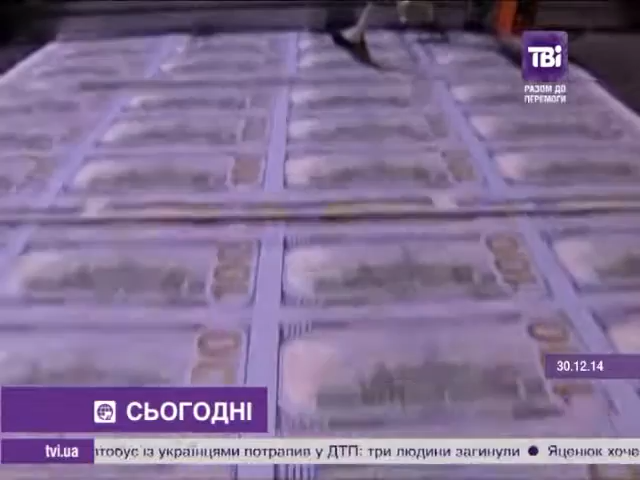 ТВі
РАЗОМ ДО
ПЕРЕМОГИ
30.12.14
СЬОГОДНІ
tvi.ua
втобус із українцями потрапив у ДТП: три людини загинули ● Яценюк хоче